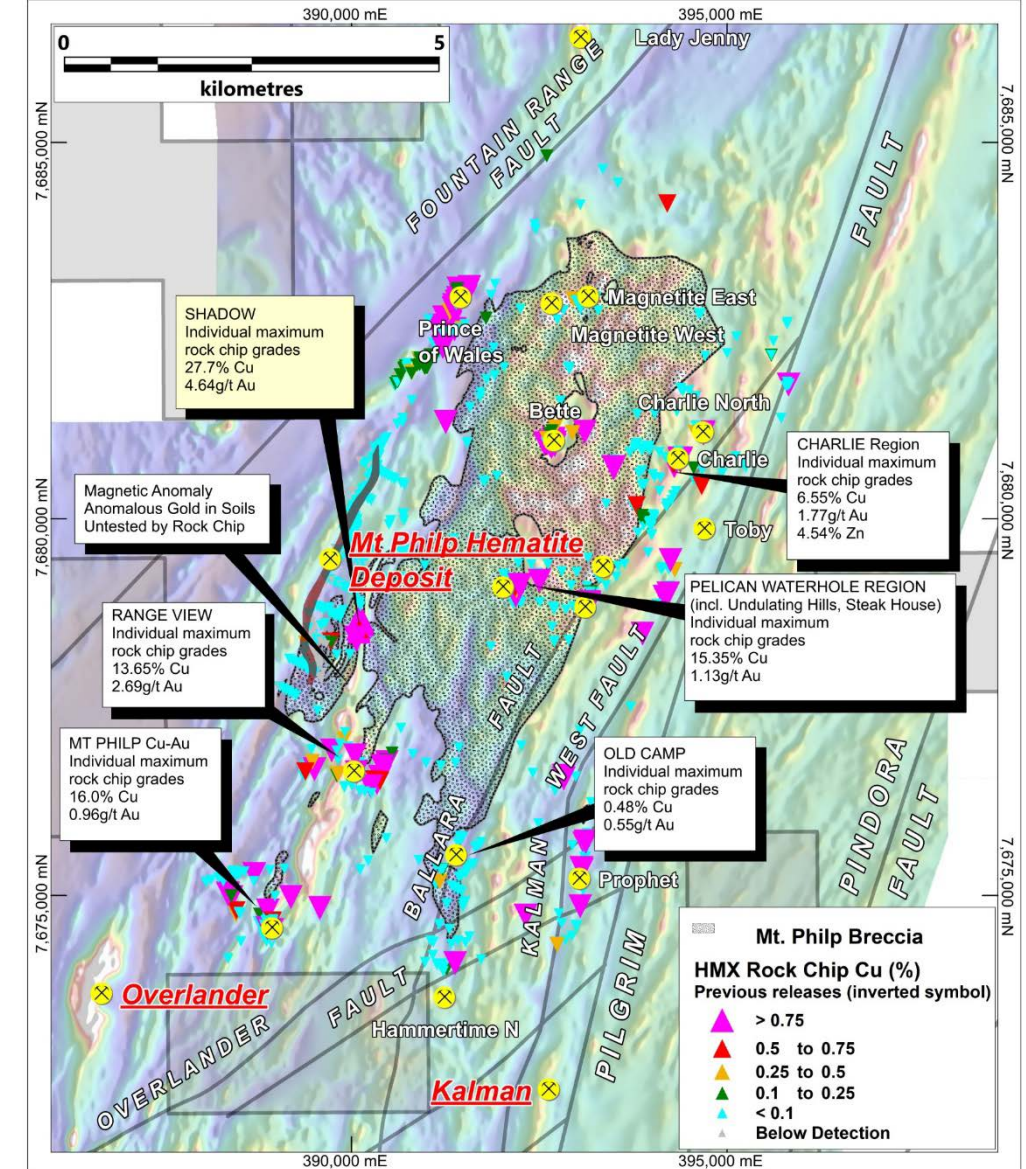 390,000 mE
395,000 mE
0 5
kilometres
Lady Jenny
FOUNTAIN RANGE
FAULT
7,685,000 mN
7,685,000 mN
FAULT
SHADOW
Individual maximum
rock chip grades
27.7% Cu
4.64g/t Au
Magnetite East
Prince
of Wales
Magnetite West
Bette
Charlie North
Charlie
CHARLIE Region
Individual maximum
rock chip grades
6.55% Cu
1.77g/t Au
4.54% Zn
Magnetic Anomaly
Anomalous Gold in Soils
Untested by Rock Chip
7,680,000 mN
7,680,000 mN
Toby
Mt Philp Hematite
Deposit
PELICAN WATERHOLE REGION
(incl. Undulating Hills, Steak House)
Individual maximum
rock chip grades
15.35% Cu
1.13g/t Au
RANGE VIEW
Individual maximum
rock chip grades
13.65% Cu
2.69g/t Au
FAULT
WEST FAULT
MT PHILP Cu-Au
Individual maximum
rock chip grades
16.0% Cu
0.96g/t Au
OLD CAMP
Individual maximum
rock chip grades
0.48% Cu
0.55g/t Au
BALLARA
KALMAN
PINDORA
FAULT
Prophet
7,675,000 mN
7,675,000 mN
Overlander
OVERLANDER
FAULT
Hammertime N
PILGRIM
Kalman
Mt. Philp Breccia
HMX Rock Chip Cu (%)
Previous releases (inverted symbol)
> 0.75
0.5 to 0.75
0.25 to 0.5
0.1 to 0.25
< 0.1
Below Detection
390,000 mE
395,000 mE